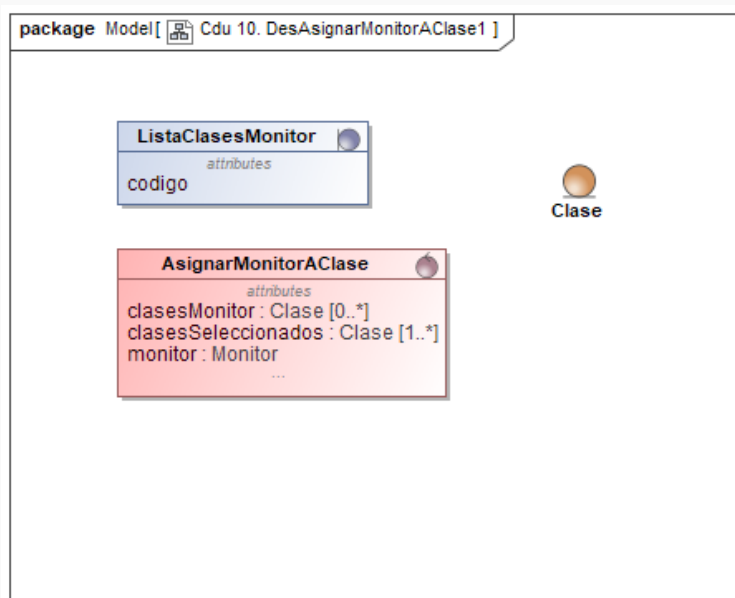 package Model[ Cdu 10. DesAsignarMonitorAClase1 ]
ListaClasesMonitor
attributes
codigo
Clase
AsignarMonitorAClase
attributes
clasesMonitor : Clase [0..*]
clasesSeleccionados : Clase [1..*]
monitor : Monitor
...